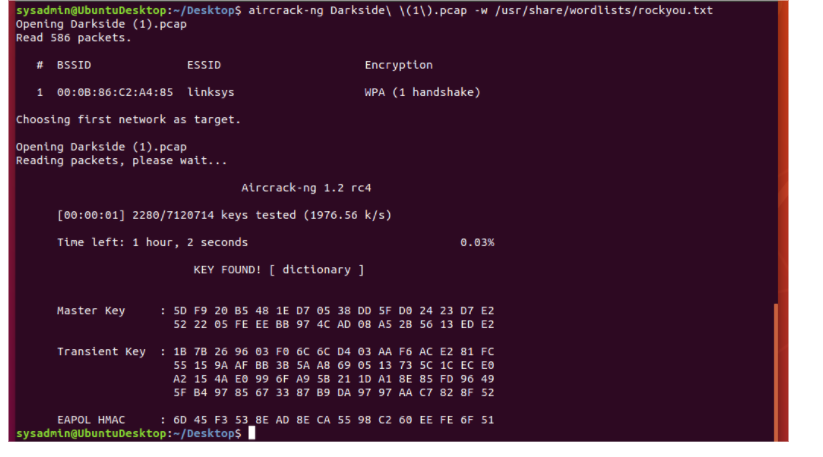 sysadmin@UbuntuDesktop:~/Desktop$ aircrack-ng Darkside\ \(1\).pcap -w /usr/share/wordlists/rockyou.txt
Opening Darkside (1).pcap
Read 586 packets.
# BSSID ESSID Encryption
1 00:0B:86:C2:A4:85 linksys WPA (1 handshake)
Choosing first network as target.
Opening Darkside (1).pcap
Reading packets, please wait...
Aircrack-ng 1.2 rc4
[00:00:01] 2280/7120714 keys tested (1976.56 k/s)
Time left: 1 hour, 2 seconds 0.03%
KEY FOUND! [ dictionary ]
Master Key : 5D F9 20 B5 48 1E D7 05 38 DD 5F D0 24 23 D7 E2
52 22 05 FE EE BB 97 4C AD 08 A5 2B 56 13 ED E2
Transient Key : 1B 7B 26 96 03 F0 6C 6C D4 03 AA F6 AC E2 81 FC
55 15 9A AF BB 3B 5A A8 69 05 13 73 5C 1C EC E0
A2 15 4A E0 99 6F A9 5B 21 1D A1 8E 85 FD 96 49
5F B4 97 85 67 33 87 B9 DA 97 97 AA C7 82 8F 52
EAPOL HMAC : 6D 45 F3 53 8E AD 8E CA 55 98 C2 60 EE FE 6F 51
sysadmin@UbuntuDesktop:~/Desktop$